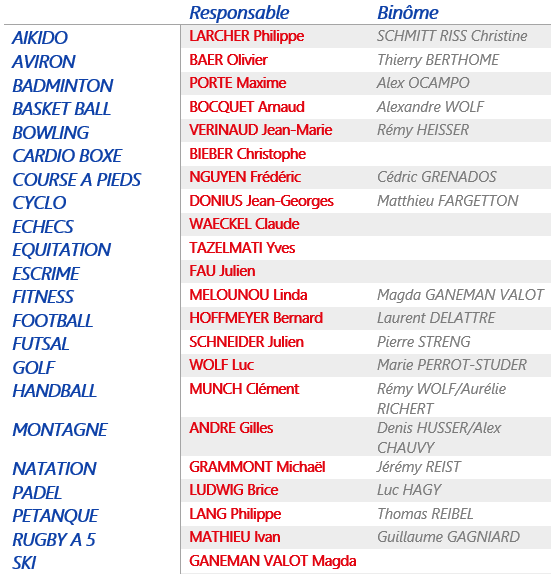 Responsable Binôme
AIKIDO LARCHER Philippe SCHMITT RISS Christine
AVIRON BAER Olivier Thierry BERTHOME
BADMINTON PORTE Maxime Alex OCAMPO
BASKET BALL BOCQUET Arnaud Alexandre WOLF
BOWLING VERINAUD Jean-Marie Rémy HEISSER
CARDIO BOXE BIEBER Christophe
COURSE A PIEDS NGUYEN Frédéric Cédric GRENADOS
CYCLO DONIUS Jean-Georges Matthieu FARGETTON
ECHECS WAECKEL Claude
EQUITATION TAZELMATI Yves
ESCRIME FAU Julien
FITNESS MELOUNOU Linda Magda GANEMAN VALOT
FOOTBALL HOFFMEYER Bernard Laurent DELATTRE
FUTSAL SCHNEIDER Julien Pierre STRENG
GOLF WOLF Luc Marie PERROT-STUDER
HANDBALL MUNCH Clément Rémy WOLF/Aurélie
RICHERT
MONTAGNE ANDRE Gilles Denis HUSSER/Alex
CHAUVY
NATATION GRAMMONT Michaël Jérémy REIST
PADEL LUDWIG Brice Luc HAGY
PETANQUE LANG Philippe Thomas REIBEL
RUGBY A 5 MATHIEU Ivan Guillaume GAGNIARD
SKI GANEMAN VALOT Magda